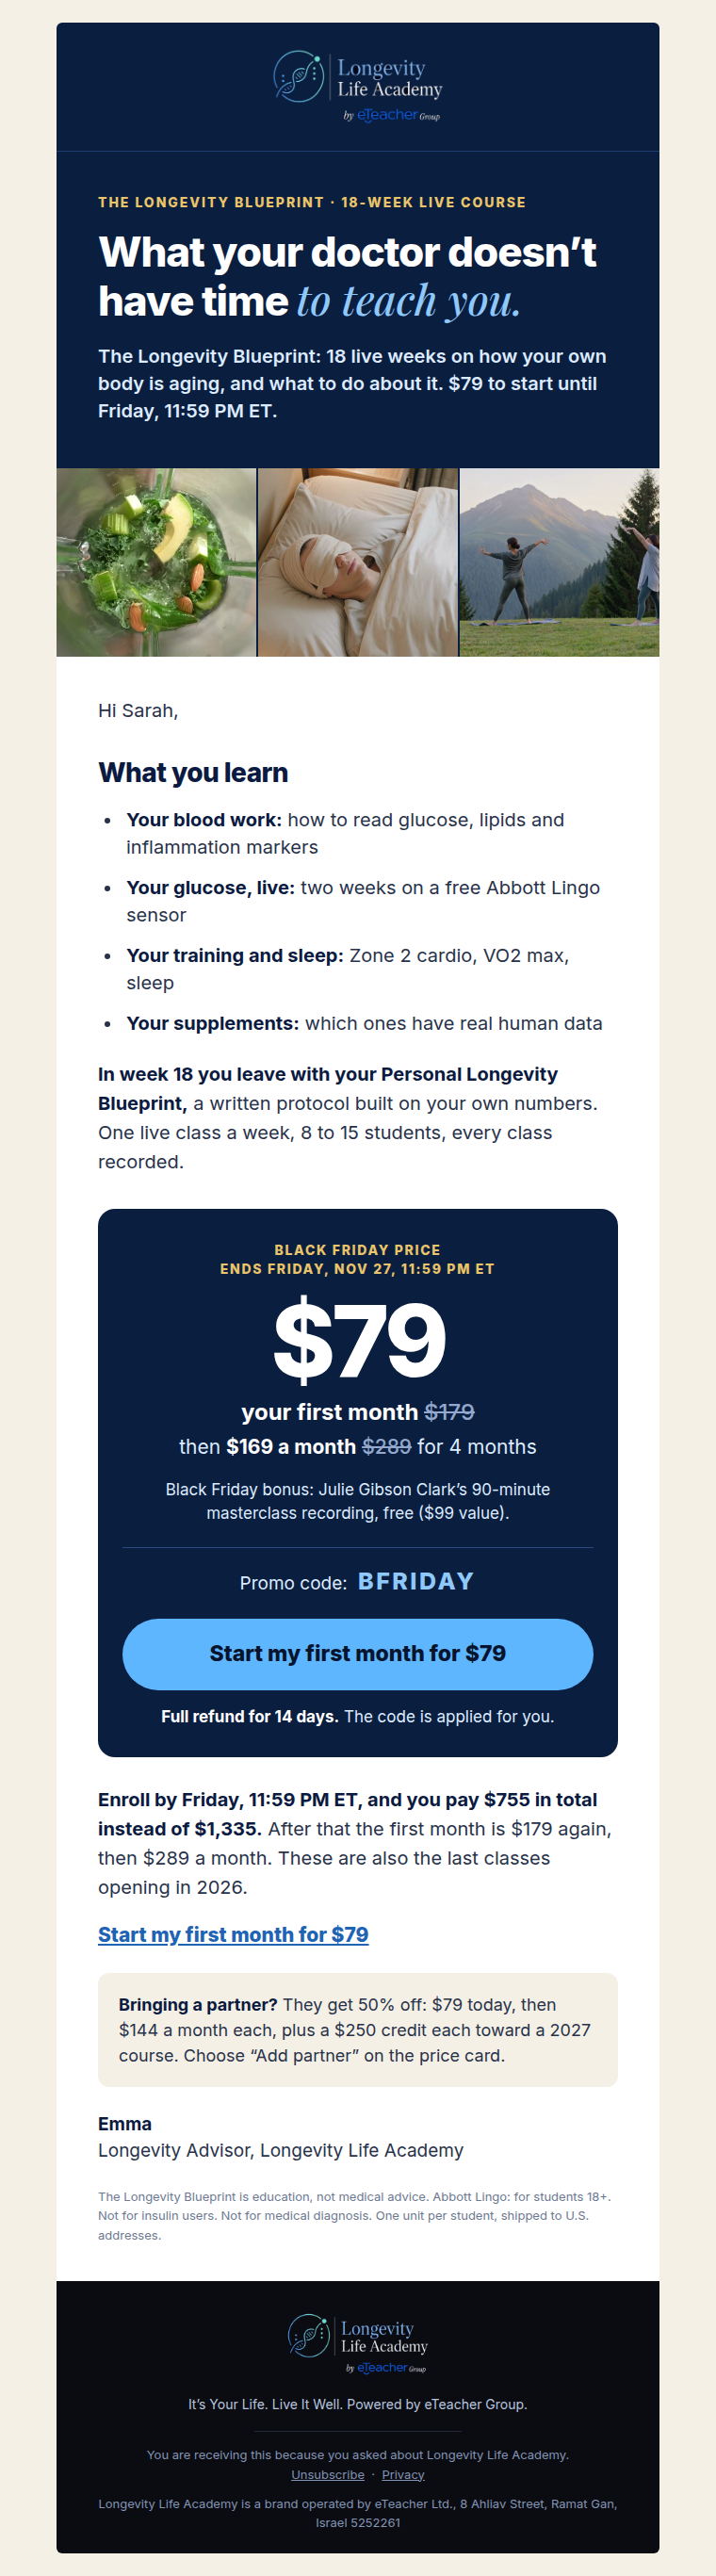 Longevity
Life Academy
by eTeacher Group
THE LONGEVITY BLUEPRINT · 18-WEEK LIVE COURSE
What your doctor doesn’t
have time to teach you.
The Longevity Blueprint: 18 live weeks on how your own
body is aging, and what to do about it. $79 to start until
Friday, 11:59 PM ET.
Hi Sarah,
What you learn
• Your blood work: how to read glucose, lipids and
inflammation markers
• Your glucose, live: two weeks on a free Abbott Lingo
sensor
• Your training and sleep: Zone 2 cardio, VO2 max,
sleep
• Your supplements: which ones have real human data
In week 18 you leave with your Personal Longevity
Blueprint, a written protocol built on your own numbers.
One live class a week, 8 to 15 students, every class
recorded.
BLACK FRIDAY PRICE
ENDS FRIDAY, NOV 27, 11:59 PM ET
$79
your first month $179
then $169 a month $289 for 4 months
Black Friday bonus: Julie Gibson Clark’s 90-minute
masterclass recording, free ($99 value).
Promo code: BFRIDAY
Start my first month for $79
Full refund for 14 days. The code is applied for you.
Enroll by Friday, 11:59 PM ET, and you pay $755 in total
instead of $1,335. After that the first month is $179 again,
then $289 a month. These are also the last classes
opening in 2026.
Start my first month for $79
Bringing a partner? They get 50% off: $79 today, then
$144 a month each, plus a $250 credit each toward a 2027
course. Choose “Add partner” on the price card.
Emma
Longevity Advisor, Longevity Life Academy
The Longevity Blueprint is education, not medical advice. Abbott Lingo: for students 18+.
Not for insulin users. Not for medical diagnosis. One unit per student, shipped to U.S.
addresses.
Longevity
Life Academy
by eTeacher Group
It’s Your Life. Live It Well. Powered by eTeacher Group.
You are receiving this because you asked about Longevity Life Academy.
Unsubscribe · Privacy
Longevity Life Academy is a brand operated by eTeacher Ltd., 8 Ahliav Street, Ramat Gan,
Israel 5252261